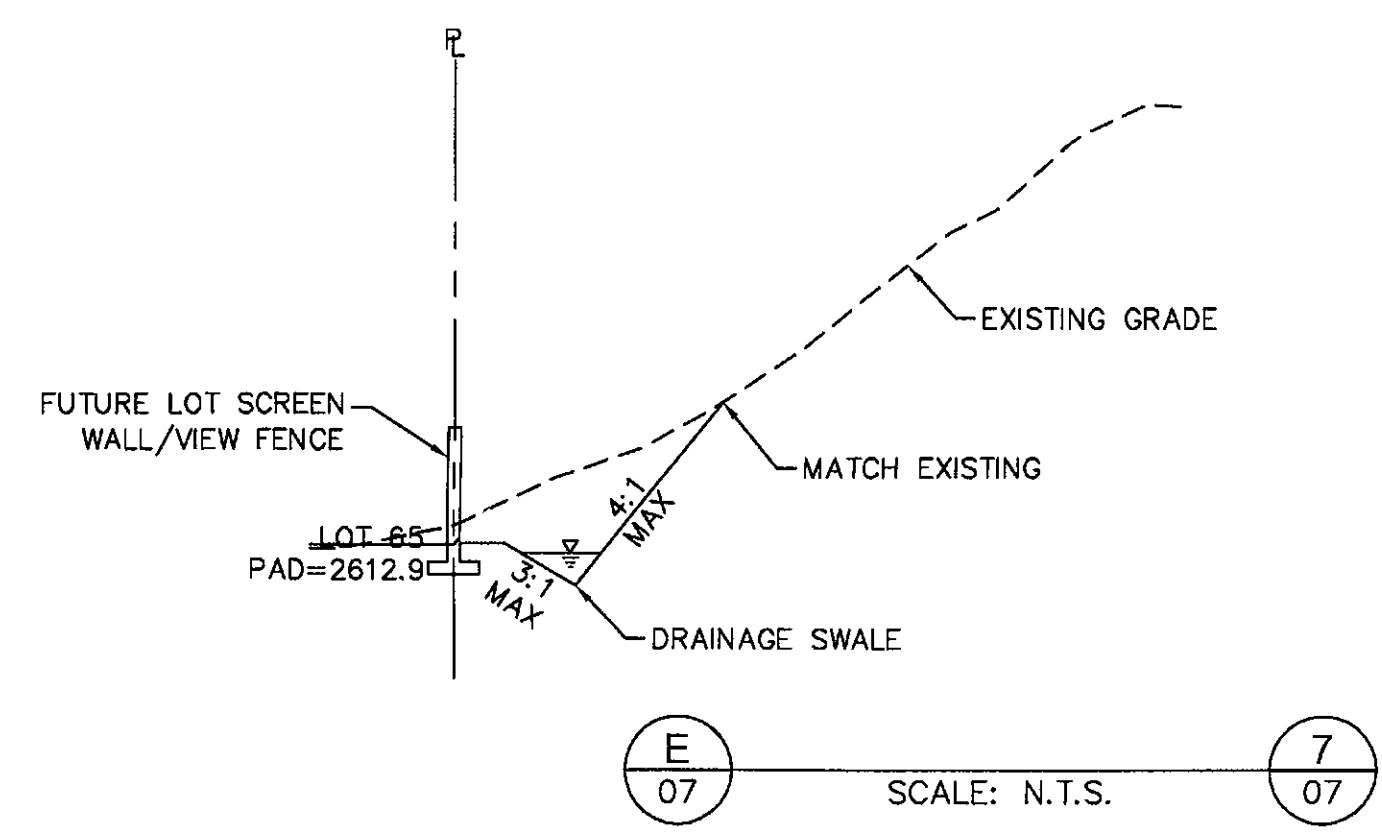 PL
EXISTING GRADE
FUTURE LOT SCREEN
WALL/VIEW FENCE
MATCH EXISTING
4:1
MAX
LOT 65
PAD=2612.9
3:1
MAX
DRAINAGE SWALE
E
07
SCALE: N.T.S.
7
07